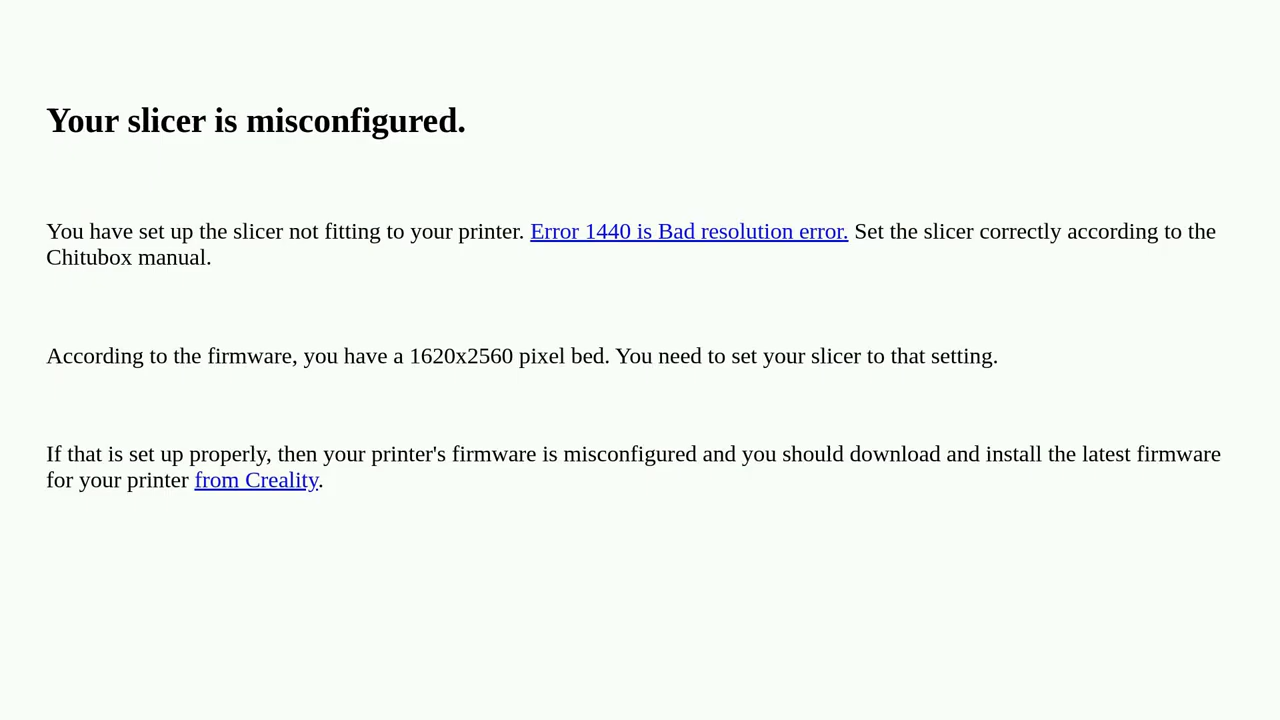 Your slicer is misconfigured.
You have set up the slicer not fitting to your printer. Error 1440 is Bad resolution error. Set the slicer correctly according to the
Chitubox manual.
According to the firmware, you have a 1620x2560 pixel bed. You need to set your slicer to that setting.
If that is set up properly, then your printer's firmware is misconfigured and you should download and install the latest firmware
for your printer from Creality.